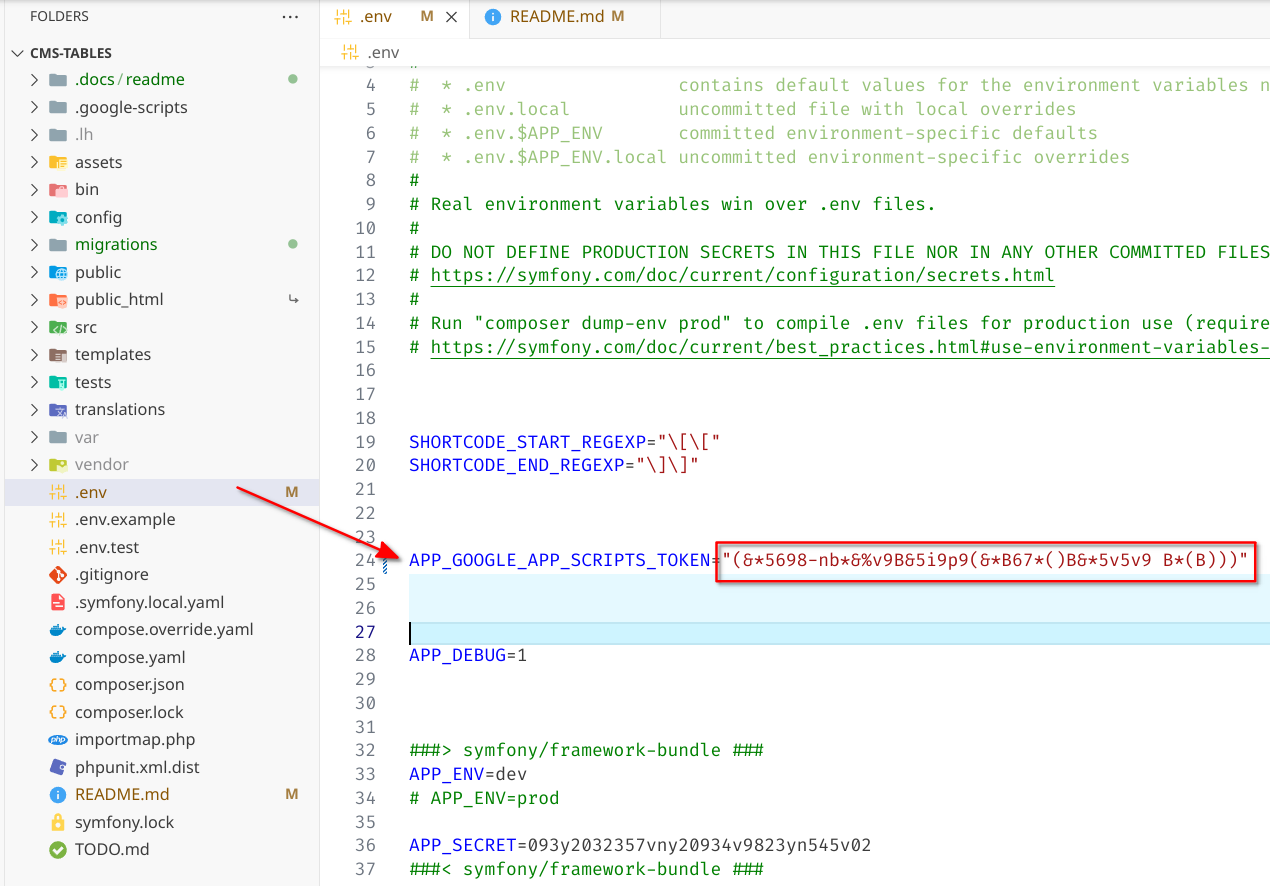 FOLDERS
CMS-TABLES
.docs/readme
.google-scripts
.lh
assets
bin
config
migrations
public
public_html
src
templates
tests
translations
var
vendor
.env M
.env.example
.env.test
.gitignore
.symfony.local.yaml
compose.override.yaml
compose.yaml
composer.json
composer.lock
importmap.php
phpunit.xml.dist
README.md M
symfony.lock
TODO.md
.env M README.md M
.env
4 #  * .env                contains default values for the environment variables n
5 #  * .env.local          uncommitted file with local overrides
6 #  * .env.$APP_ENV       committed environment-specific defaults
7 #  * .env.$APP_ENV.local uncommitted environment-specific overrides
8 #
9 # Real environment variables win over .env files.
10 #
11 # DO NOT DEFINE PRODUCTION SECRETS IN THIS FILE NOR IN ANY OTHER COMMITTED FILES
12 # https://symfony.com/doc/current/configuration/secrets.html
13 #
14 # Run "composer dump-env prod" to compile .env files for production use (require
15 # https://symfony.com/doc/current/best_practices.html#use-environment-variables-
16
17
18
19 SHORTCODE_START_REGEXP="\[\["
20 SHORTCODE_END_REGEXP="\]\]"
21
22
23
24 APP_GOOGLE_APP_SCRIPTS_TOKEN="(&*5698-nb*&%v9B&5i9p9(&*B67*()B&*5v5v9 B*(B)))"
25
26
27
28 APP_DEBUG=1
29
30
31
32 ###> symfony/framework-bundle ###
33 APP_ENV=dev
34 # APP_ENV=prod
35
36 APP_SECRET=093y2032357vny20934v9823yn545v02
37 ###< symfony/framework-bundle ###